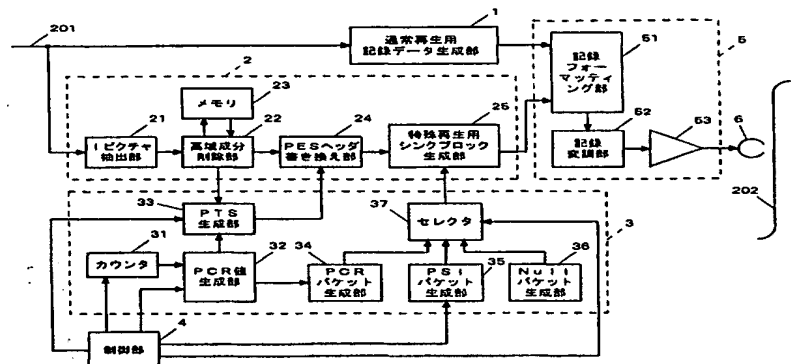 201
1
通常再生用
記録データ生成部
2
メモリ
23
21
Iピクチャ
抽出部
22
高域成分
削除部
24
PESヘッダ
書き換え部
25
特殊再生用
シンクブロック
生成部
51
記録
フォー
マッティ
ング部
5
52
記録
変調部
53
6
202
33
PTS
生成部
31
カウンタ
32
PCR値
生成部
34
PCR
パケット
生成部
37
セレクタ
35
PSI
パケット
生成部
36
Null
パケット
生成部
3
4
制御部